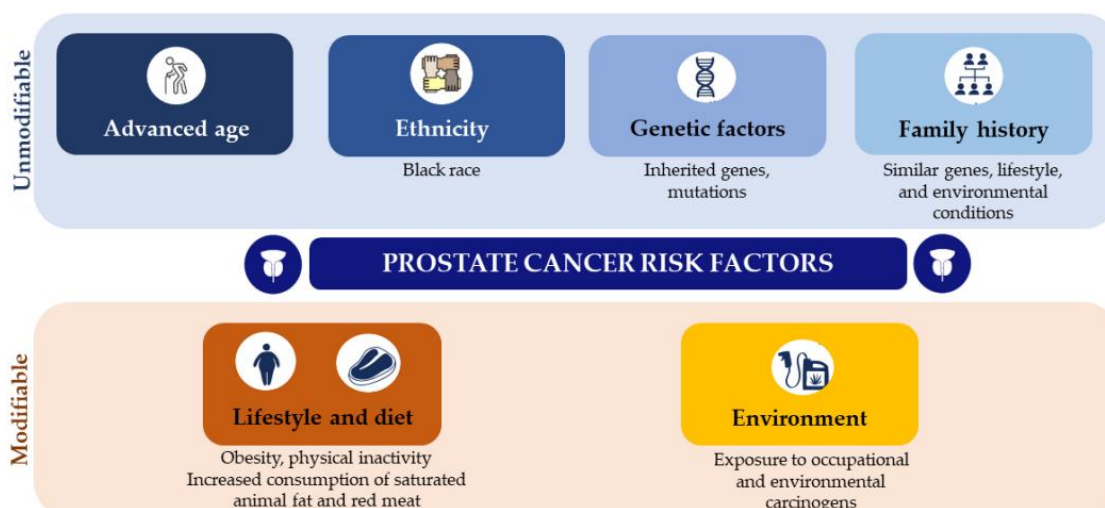 Unmodifiable
Advanced age
Ethnicity
Black race
Genetic factors
Inherited genes,
mutations
Family history
Similar genes, lifestyle,
and environmental
conditions
PROSTATE CANCER RISK FACTORS
Modifiable
Lifestyle and diet
Obesity, physical inactivity
Increased consumption of saturated
animal fat and red meat
Environment
Exposure to occupational
and environmental
carcinogens